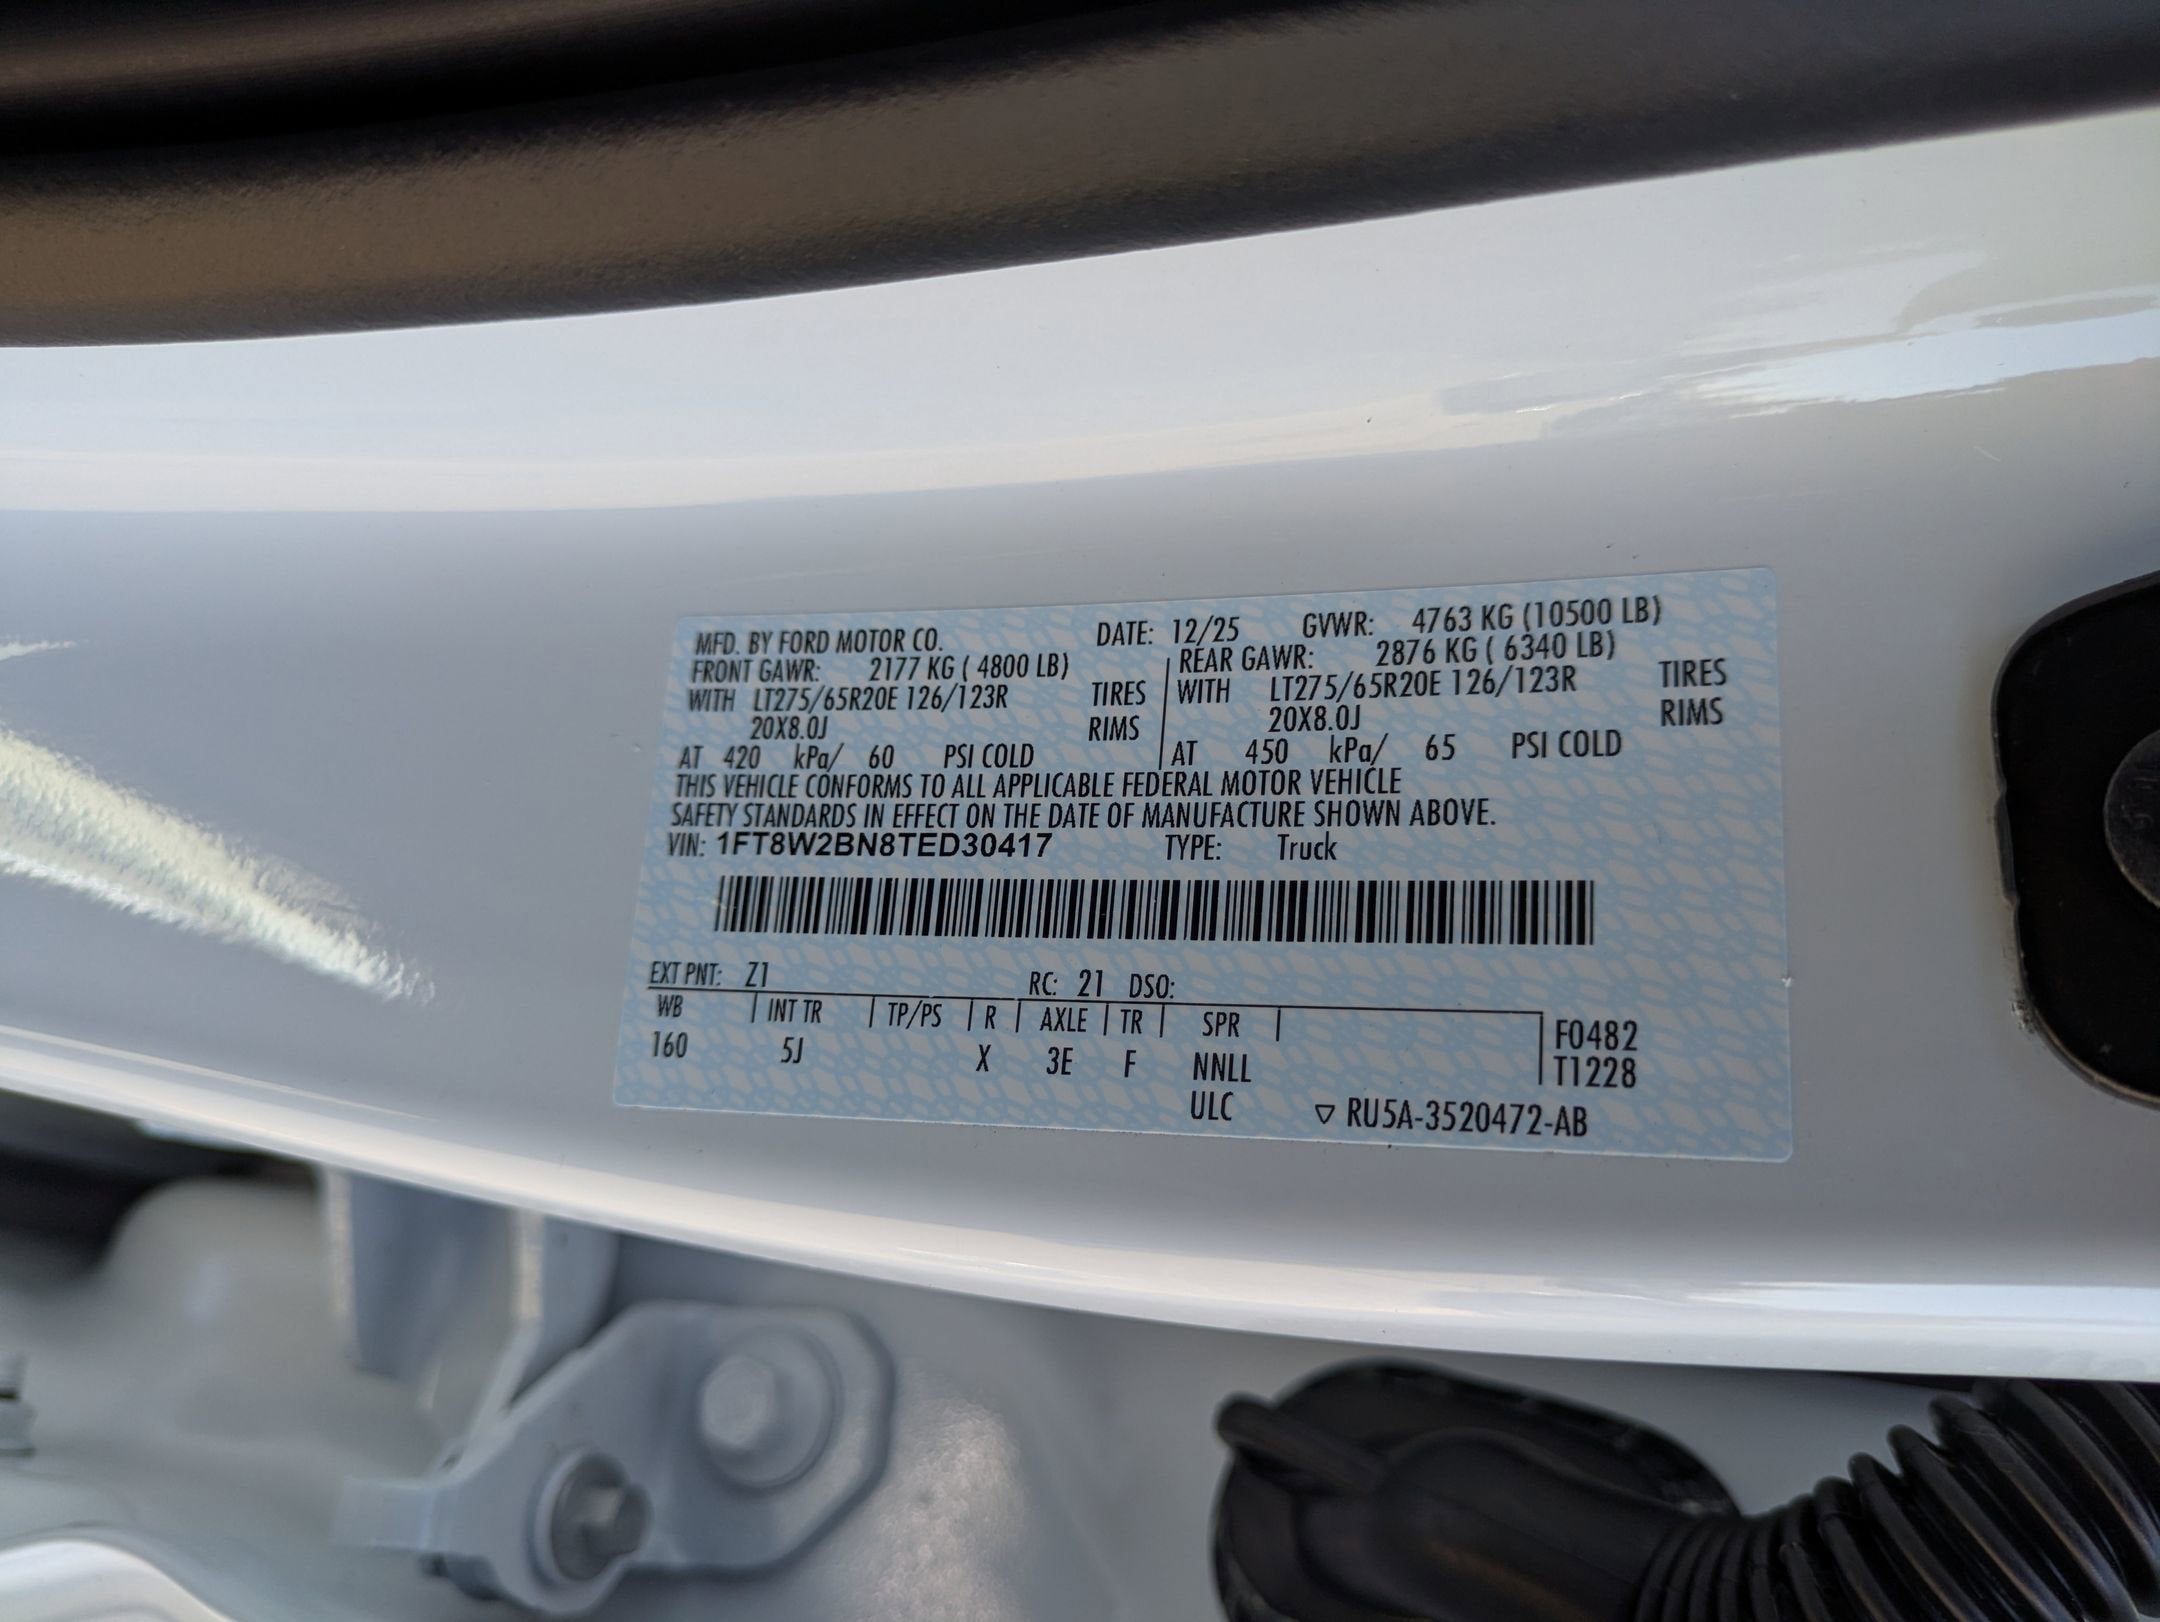 MFD. BY FORD MOTOR CO. DATE: 12/25 GVWR: 4763 KG (10500 LB)
FRONT GAWR: 2177 KG ( 4800 LB) REAR GAWR: 2876 KG ( 6340 LB)
WITH LT275/65R20E 126/123R TIRES WITH LT275/65R20E 126/123R TIRES
20X8.0J RIMS 20X8.0J RIMS
AT 420 kPa/ 60 PSI COLD AT 450 kPa/ 65 PSI COLD
THIS VEHICLE CONFORMS TO ALL APPLICABLE FEDERAL MOTOR VEHICLE
SAFETY STANDARDS IN EFFECT ON THE DATE OF MANUFACTURE SHOWN ABOVE.
VIN: 1FT8W2BN8TED30417 TYPE: Truck
EXT PNT: Z1 RC: 21 DSO:
WB INT TR TP/PS R AXLE TR SPR F0482
160 5J X 3E F NNLL T1228
ULC ▽ RU5A-3520472-AB